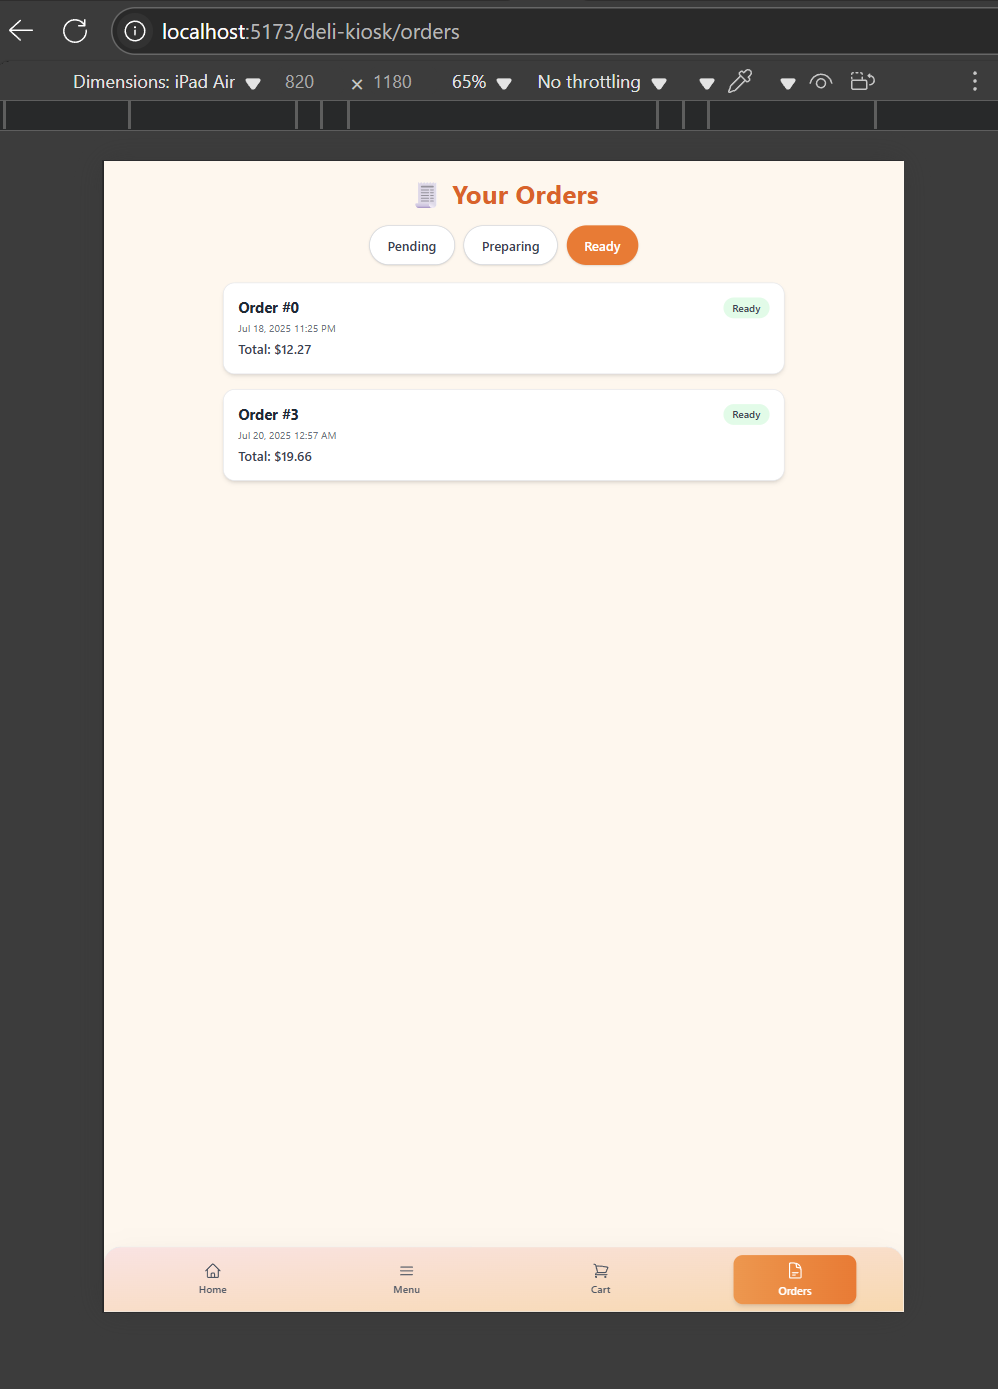 localhost:5173/deli-kiosk/orders
Dimensions: iPad Air 820 × 1180 65% No throttling
Your Orders
Pending Preparing Ready
Order #0 Ready
Jul 18, 2025 11:25 PM
Total: $12.27
Order #3 Ready
Jul 20, 2025 12:57 AM
Total: $19.66
Home Menu Cart Orders